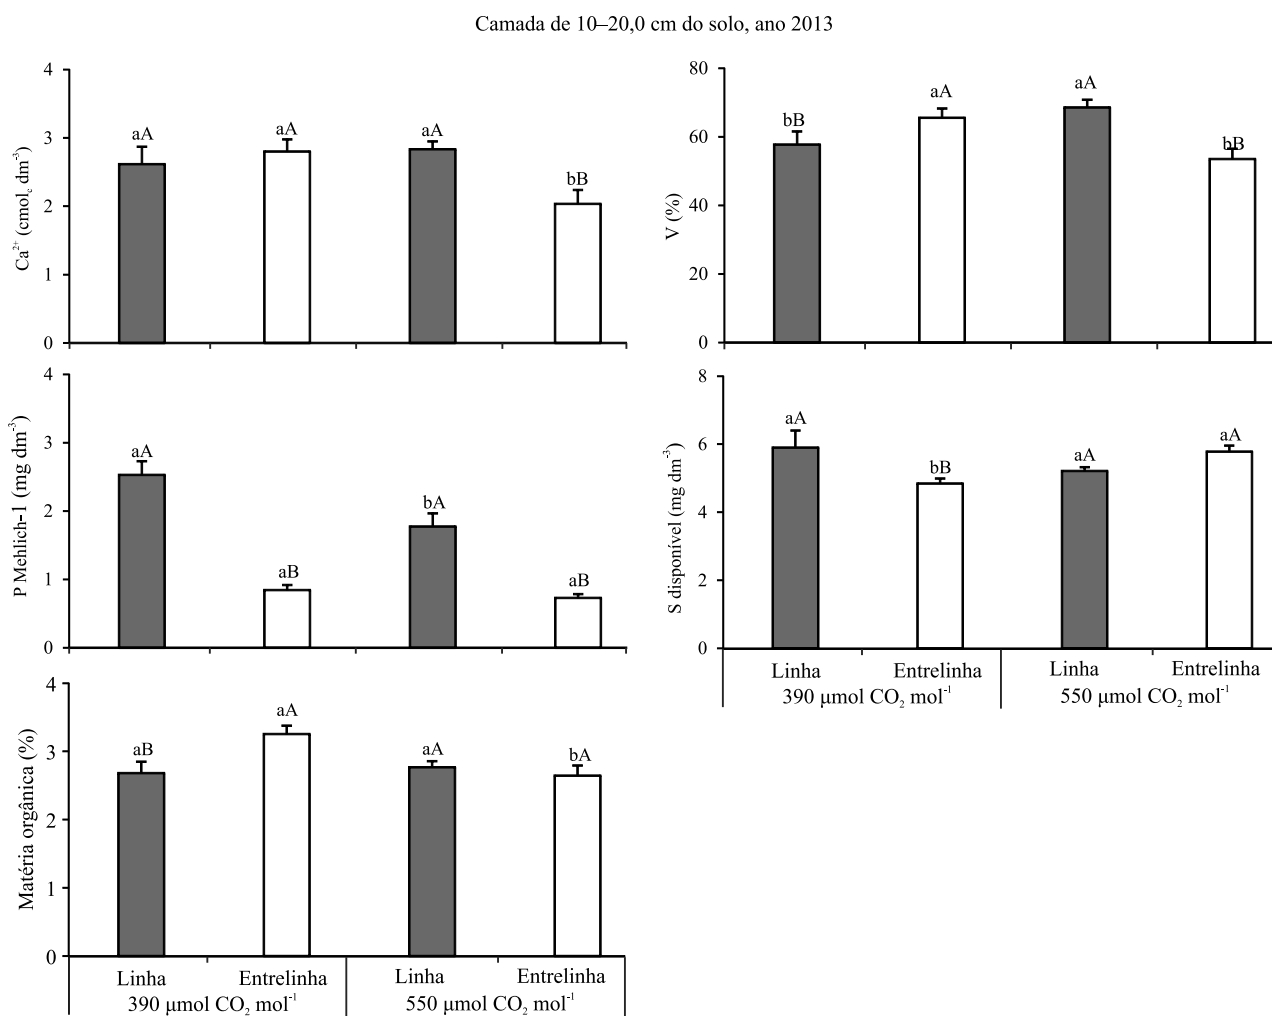 Camada de 10–20,0 cm do solo, ano 2013
Ca²⁺ (cmol꜀ dm⁻³)
4
3
2
1
0
aA
aA
aA
bB
V (%)
80
60
40
20
0
bB
aA
aA
bB
P Mehlich-1 (mg dm⁻³)
4
3
2
1
0
aA
aB
bA
aB
S disponível (mg dm⁻³)
8
6
4
2
0
aA
bB
aA
aA
Linha Entrelinha Linha Entrelinha
390 µmol CO₂ mol⁻¹ 550 µmol CO₂ mol⁻¹
Matéria orgânica (%)
4
3
2
1
0
aB
aA
aA
bA
Linha Entrelinha Linha Entrelinha
390 µmol CO₂ mol⁻¹ 550 µmol CO₂ mol⁻¹